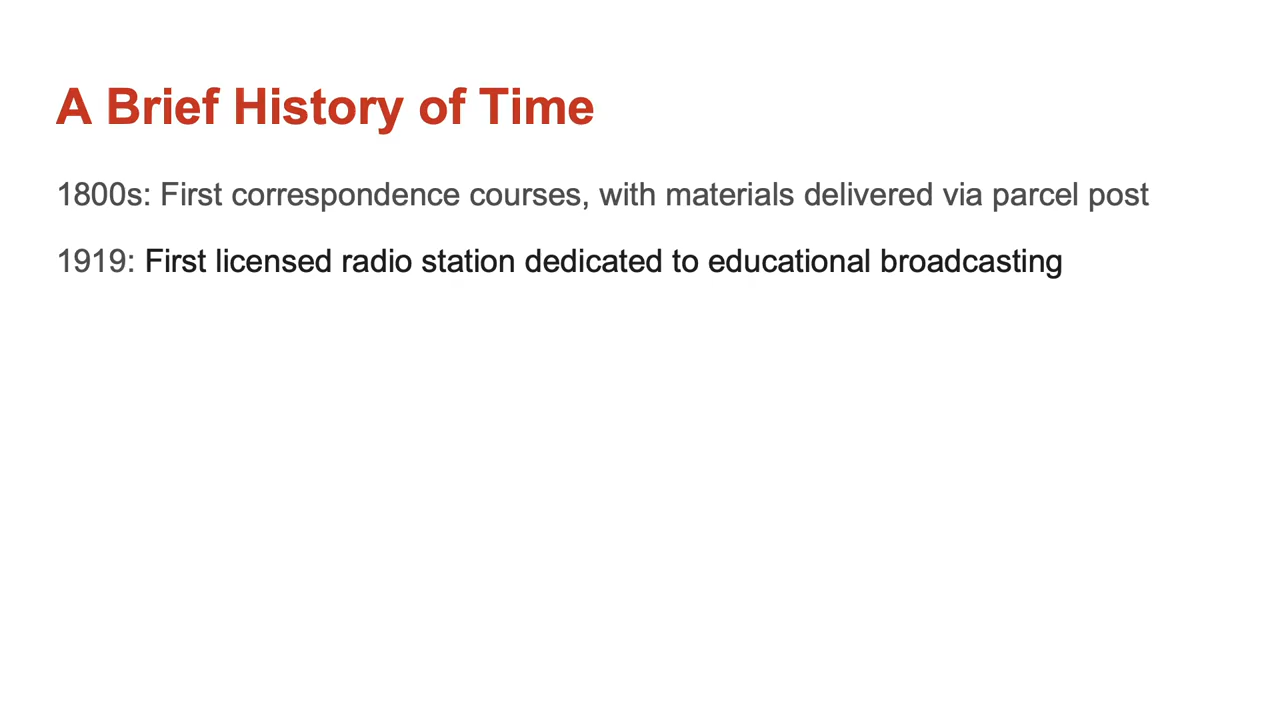 A Brief History of Time
1800s: First correspondence courses, with materials delivered via parcel post
1919: First licensed radio station dedicated to educational broadcasting